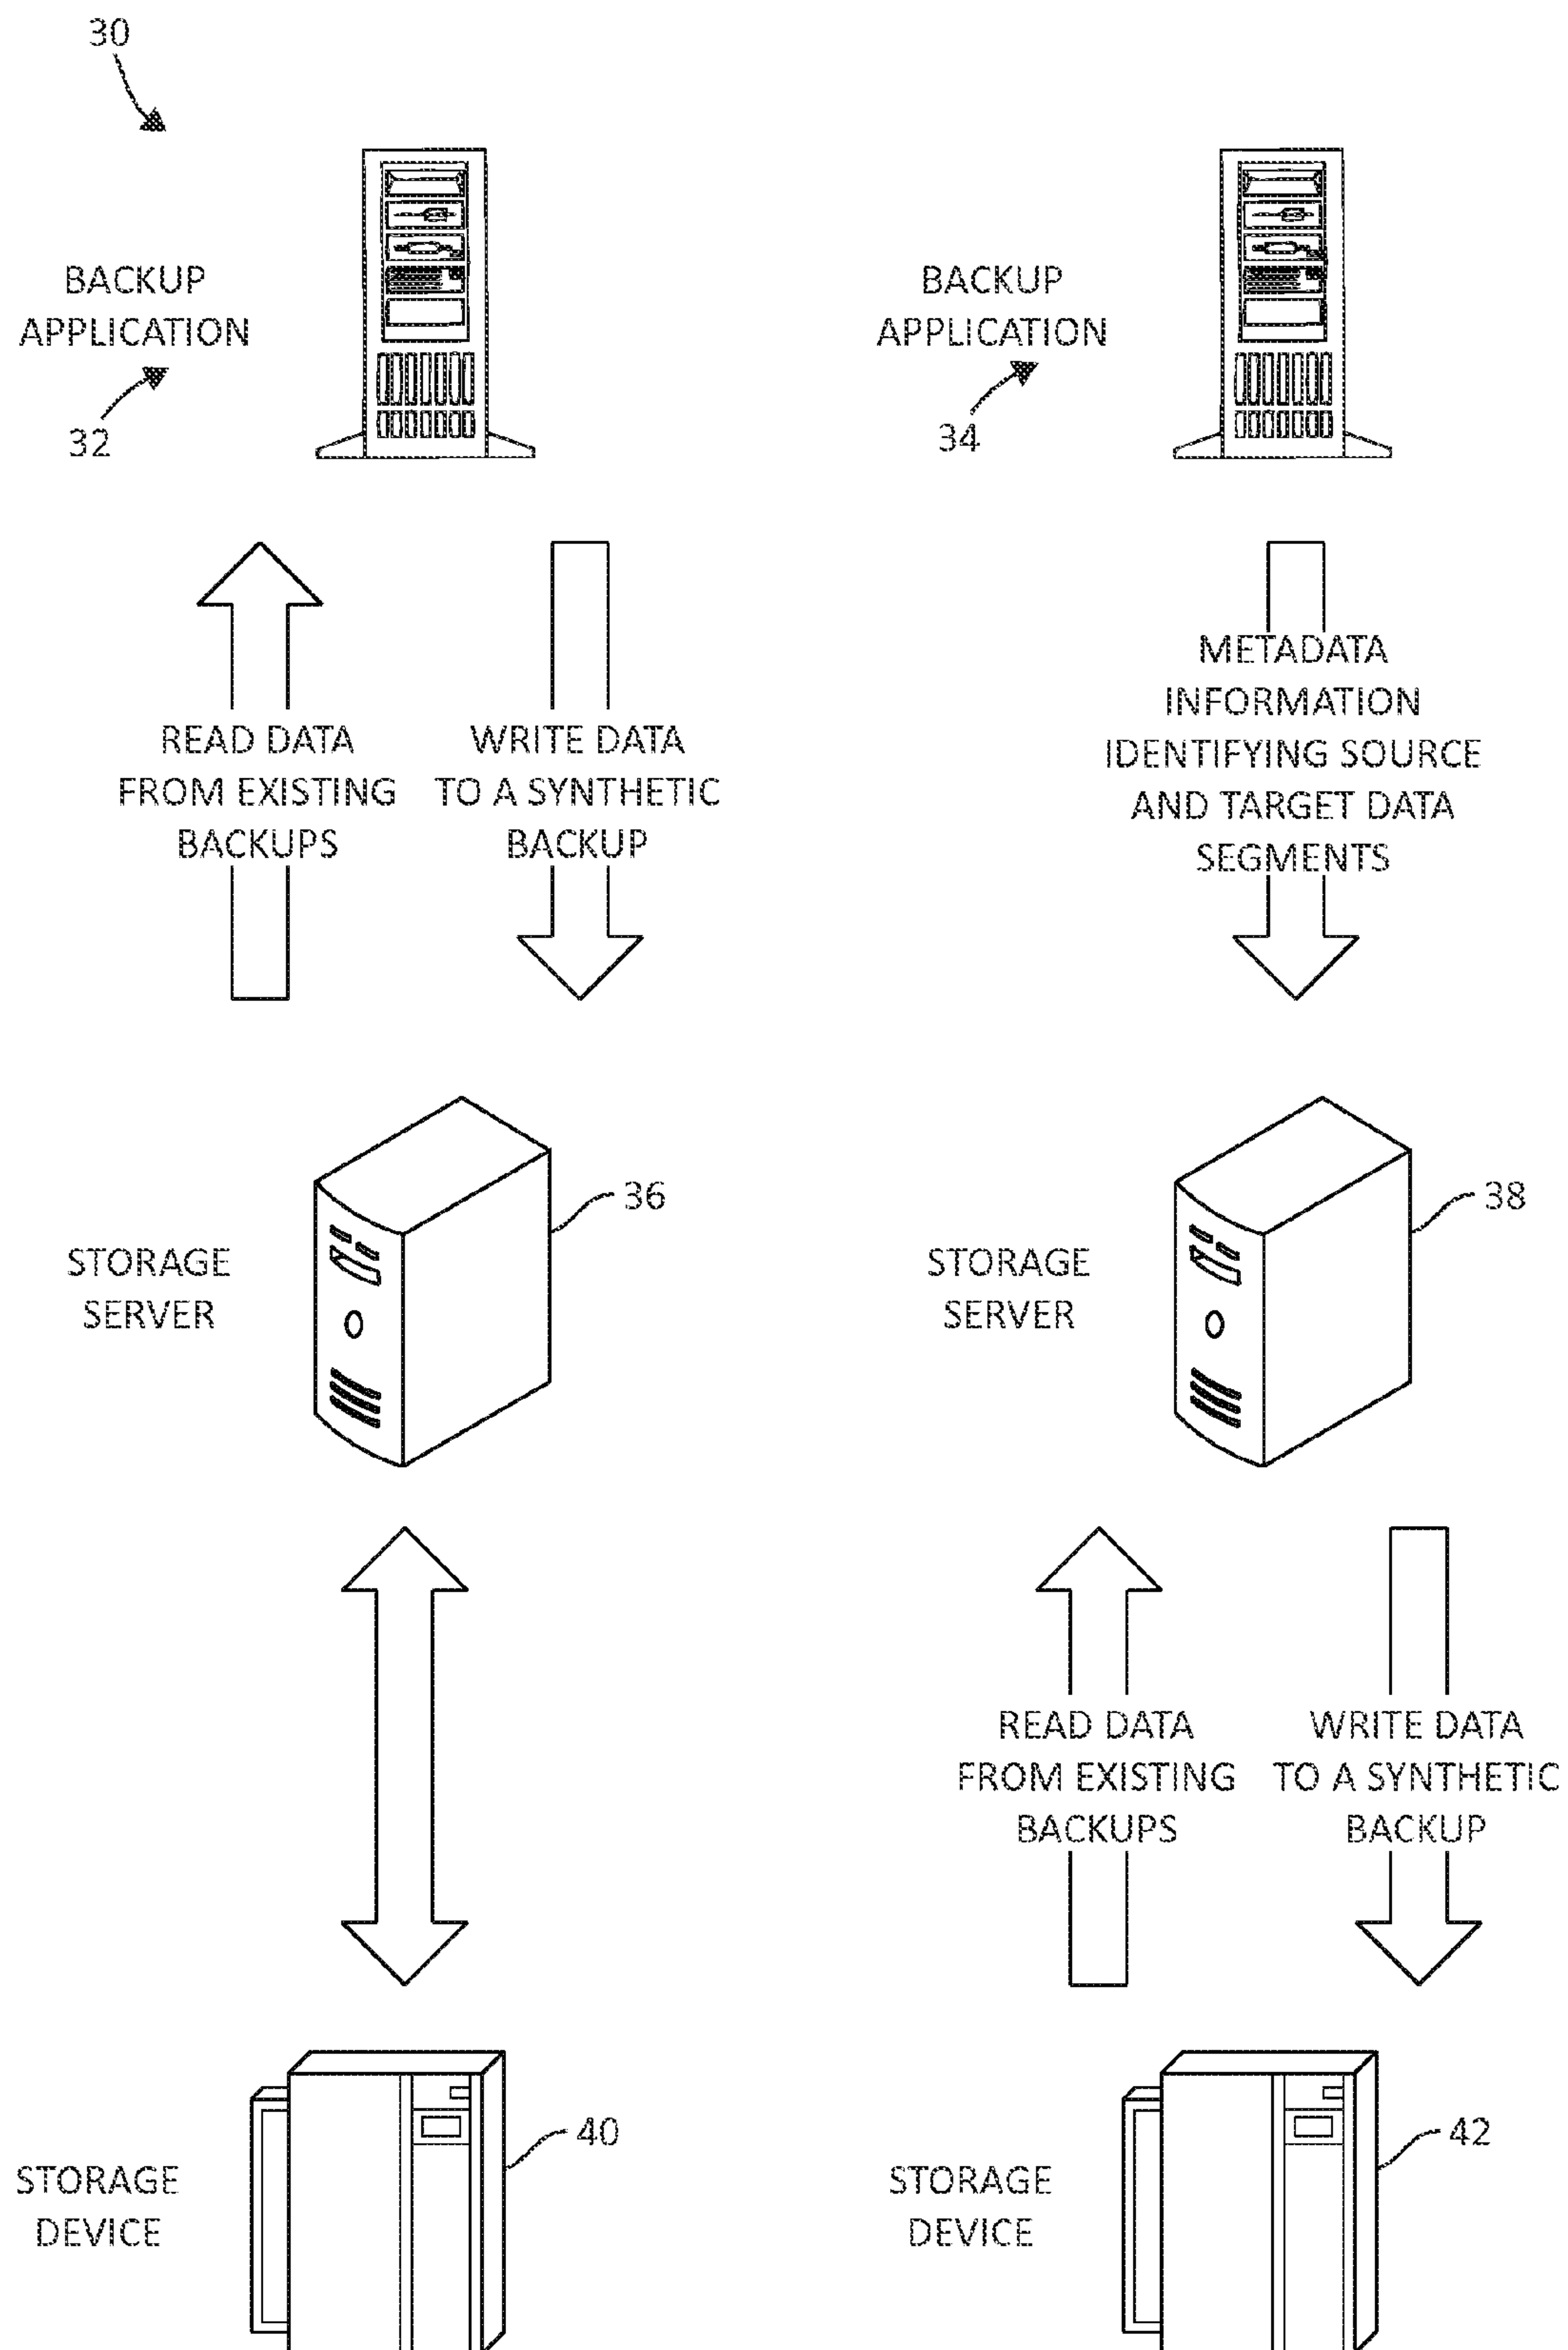 30
BACKUP
APPLICATION
32
BACKUP
APPLICATION
34
READ DATA
FROM EXISTING
BACKUPS
WRITE DATA
TO A SYNTHETIC
BACKUP
METADATA
INFORMATION
IDENTIFYING SOURCE
AND TARGET DATA
SEGMENTS
STORAGE
SERVER
36
STORAGE
SERVER
38
READ DATA
FROM EXISTING
BACKUPS
WRITE DATA
TO A SYNTHETIC
BACKUP
STORAGE
DEVICE
40
STORAGE
DEVICE
42